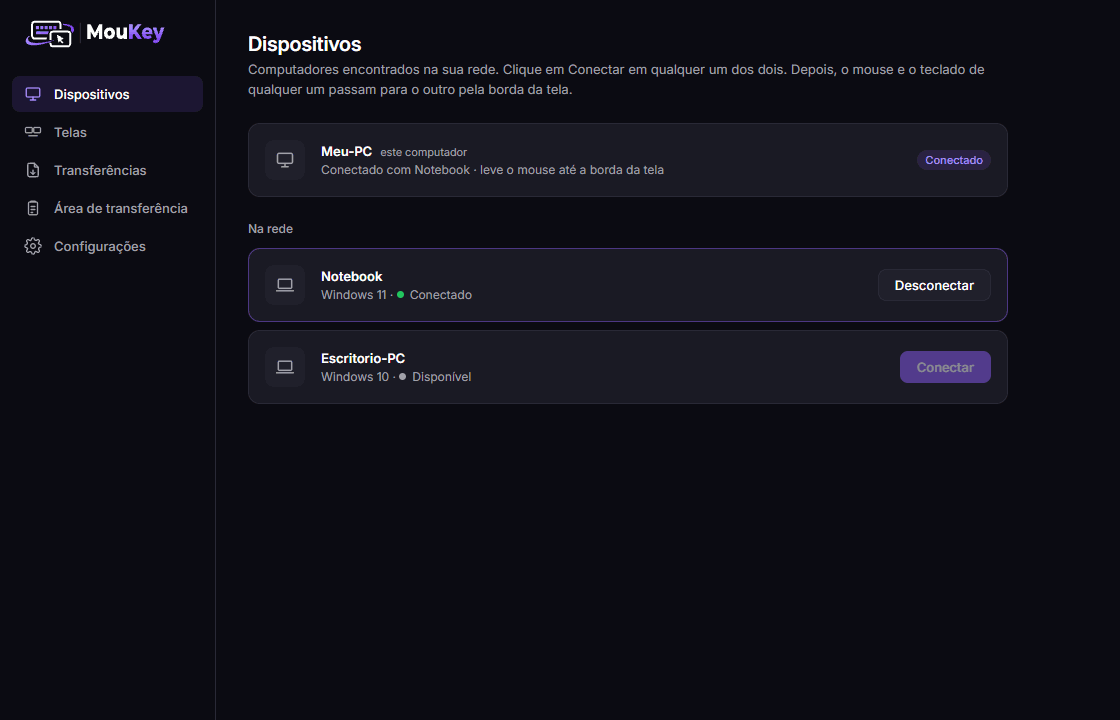 MouKey
Dispositivos
Telas
Transferências
Área de transferência
Configurações
Dispositivos
Computadores encontrados na sua rede. Clique em Conectar em qualquer um dos dois. Depois, o mouse e o teclado de
qualquer um passam para o outro pela borda da tela.
Meu-PC este computador
Conectado com Notebook · leve o mouse até a borda da tela
Conectado
Na rede
Notebook
Windows 11 · Conectado
Desconectar
Escritorio-PC
Windows 10 · Disponível
Conectar